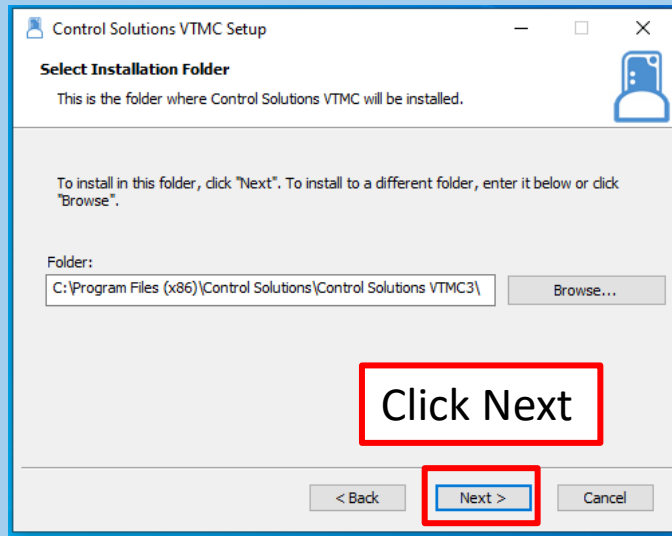 Control Solutions VTMC Setup
Select Installation Folder
This is the folder where Control Solutions VTMC will be installed.
To install in this folder, click "Next". To install to a different folder, enter it below or click
"Browse".
Folder:
C:\Program Files (x86)\Control Solutions\Control Solutions VTMC3\
Browse...
Click Next
< Back
Next >
Cancel